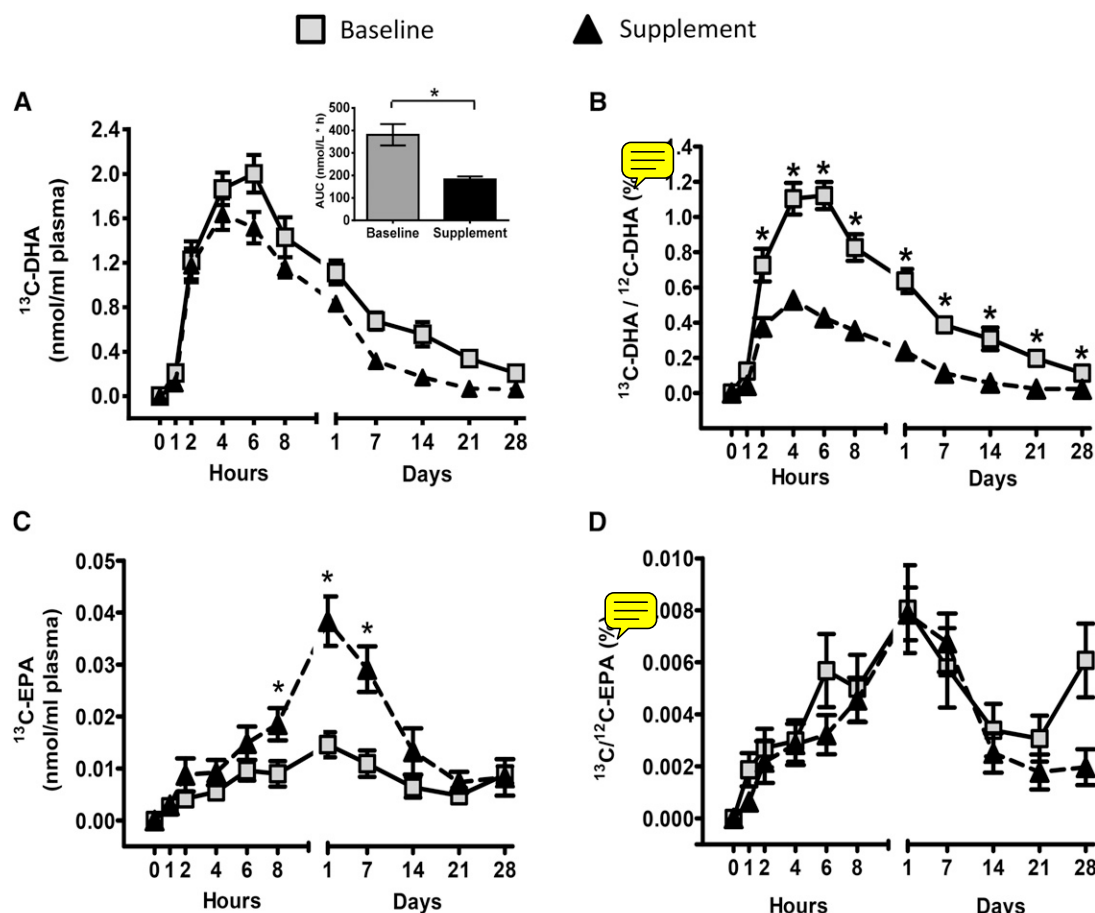 Baseline
Supplement
A
¹³C-DHA
(nmol/ml plasma)
2.4
2.0
1.6
1.2
0.8
0.4
0.0
0 1 2 4 6 8 1 7 14 21 28
Hours Days
*
AUC (nmol/L * h)
500
400
300
200
100
0
Baseline Supplement
B
¹³C-DHA / ¹²C-DHA (%
.4
1.2
1.0
0.8
0.6
0.4
0.2
0.0
* * * * * * * * *
0 1 2 4 6 8 1 7 14 21 28
Hours Days
C
¹³C-EPA
(nmol/ml plasma)
0.05
0.04
0.03
0.02
0.01
0.00
* * *
0 1 2 4 6 8 1 7 14 21 28
Hours Days
D
¹³C/¹²C-EPA (%)
0.010
0.008
0.006
0.004
0.002
0.000
0 1 2 4 6 8 1 7 14 21 28
Hours Days